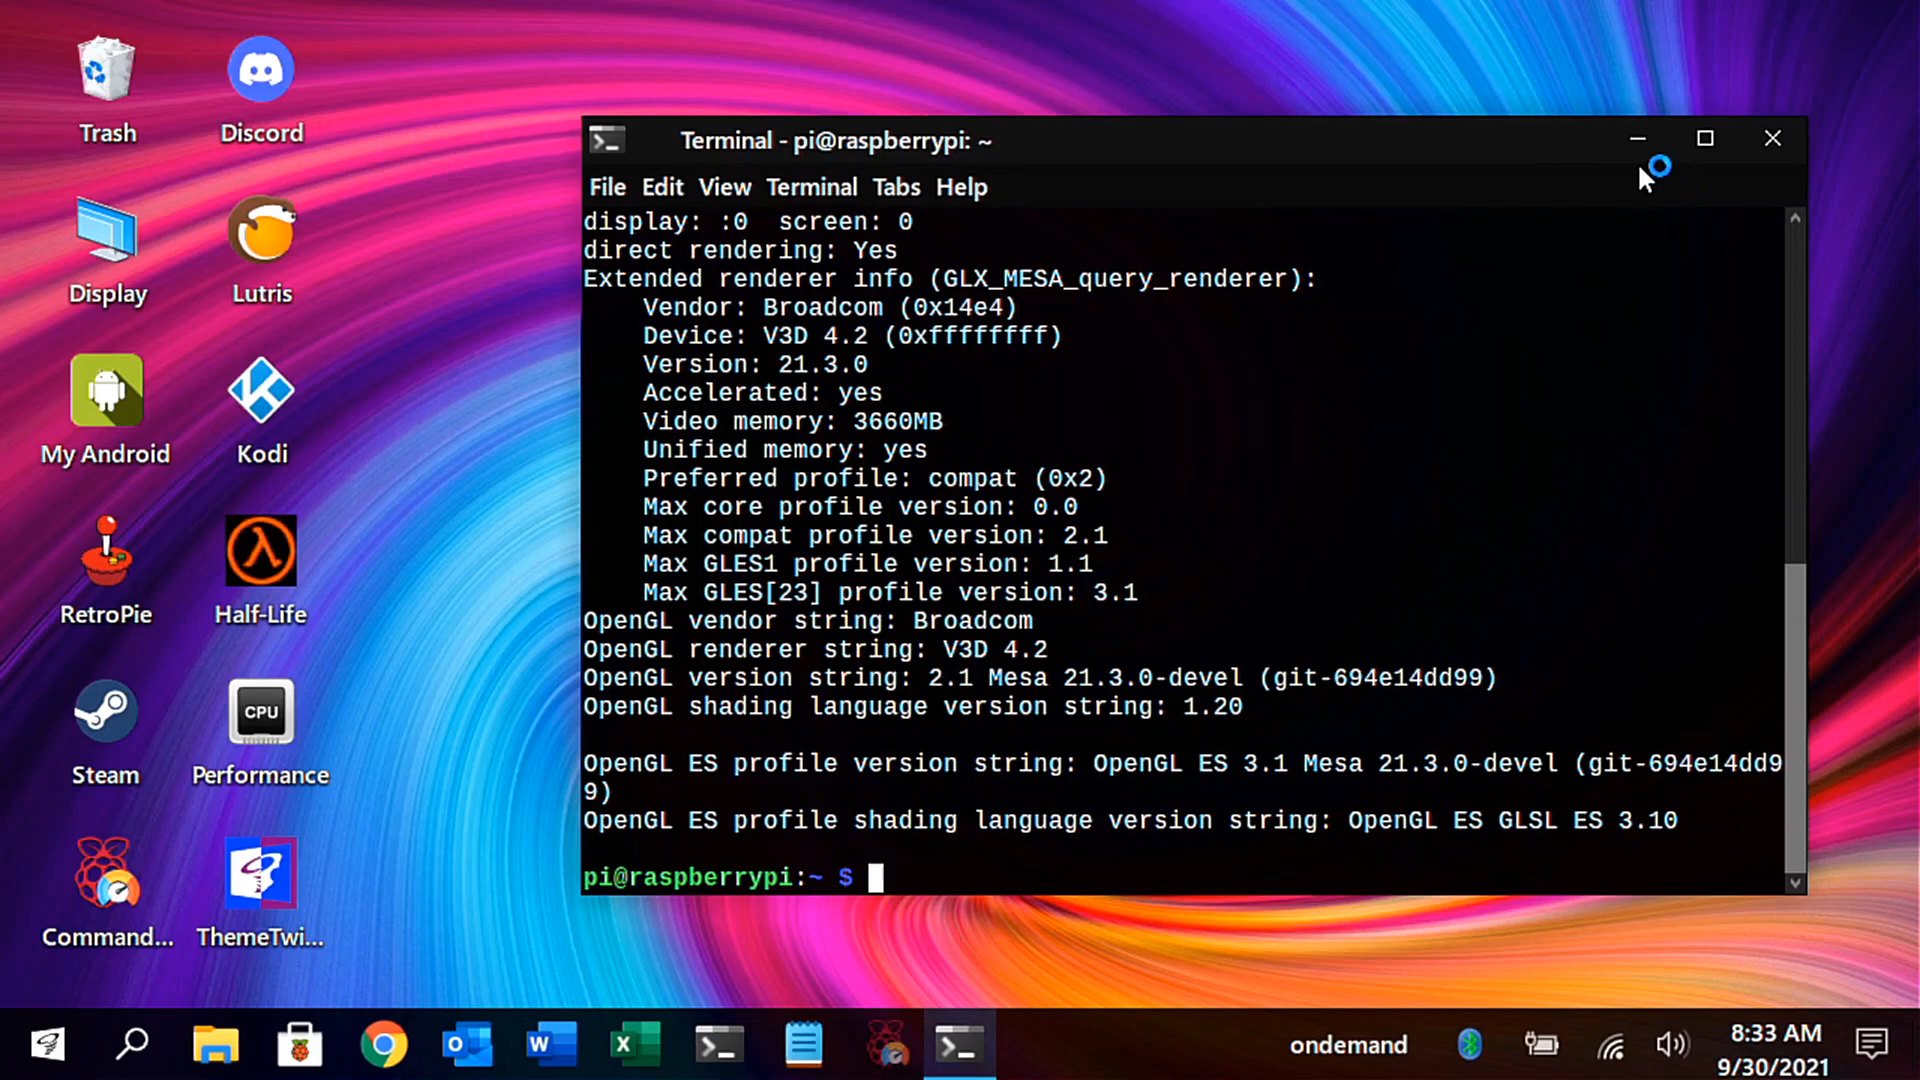 Trash
Discord
Display
Lutris
My Android
Kodi
RetroPie
Half-Life
Steam
CPU
Performance
Command...
ThemeTwi...
Terminal - pi@raspberrypi: ~
File Edit View Terminal Tabs Help
display: :0  screen: 0
direct rendering: Yes
Extended renderer info (GLX_MESA_query_renderer):
    Vendor: Broadcom (0x14e4)
    Device: V3D 4.2 (0xffffffff)
    Version: 21.3.0
    Accelerated: yes
    Video memory: 3660MB
    Unified memory: yes
    Preferred profile: compat (0x2)
    Max core profile version: 0.0
    Max compat profile version: 2.1
    Max GLES1 profile version: 1.1
    Max GLES[23] profile version: 3.1
OpenGL vendor string: Broadcom
OpenGL renderer string: V3D 4.2
OpenGL version string: 2.1 Mesa 21.3.0-devel (git-694e14dd99)
OpenGL shading language version string: 1.20
OpenGL ES profile version string: OpenGL ES 3.1 Mesa 21.3.0-devel (git-694e14dd9
9)
OpenGL ES profile shading language version string: OpenGL ES GLSL ES 3.10
pi@raspberrypi:~ $
ondemand
8:33 AM
9/30/2021